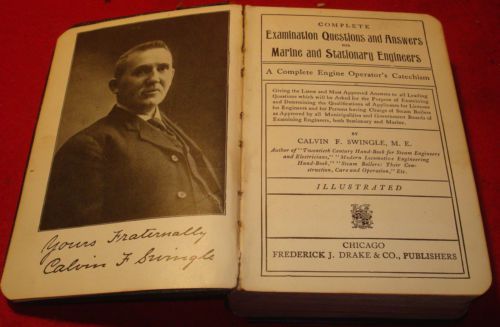 Yours Fraternally
Calvin F Swingle
COMPLETE
Examination Questions and Answers
FOR
Marine and Stationary Engineers
A Complete Engine Operator's Catechism
Giving the Latest and Most Approved Answers to all Leading
Questions which will be Asked for the Purpose of Examining
and Determining the Qualifications of Applicants for Licenses
for Engineers and for Persons having Charge of Steam Boilers
as Approved by all Municipalities and Government Boards of
Examining Engineers, both Stationary and Marine.
BY
CALVIN F. SWINGLE, M. E.
Author of "Twentieth Century Hand-Book for Steam Engineers
and Electricians," "Modern Locomotive Engineering
Hand-Book," "Steam Boilers: Their Con-
struction, Care and Operation," Etc.
ILLUSTRATED
CHICAGO
FREDERICK J. DRAKE & CO., PUBLISHERS